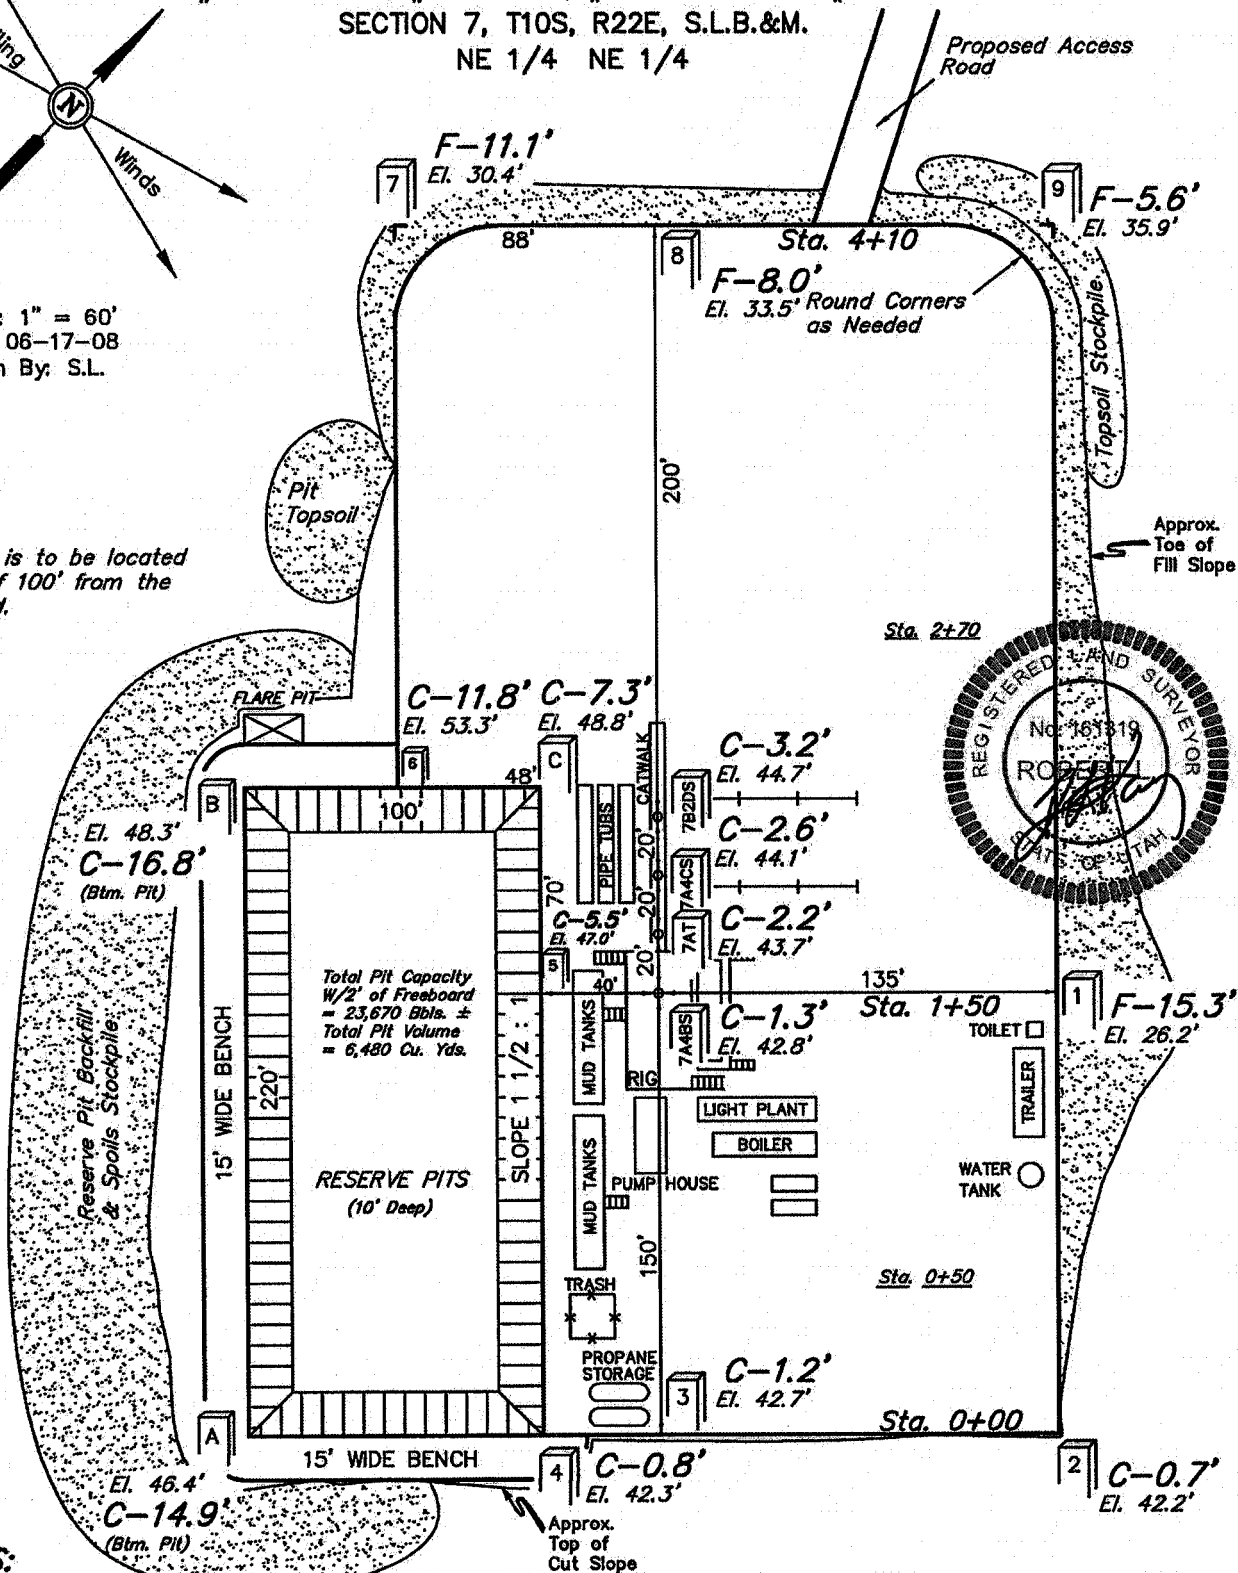 SECTION 7, T10S, R22E, S.L.B.&M.
NE 1/4 NE 1/4
Proposed Access
Road
N
Winds
F-11.1'
El. 30.4'
7
9
F-5.6'
El. 35.9'
88'
8
Sta. 4+10
F-8.0'
El. 33.5'
Round Corners
as Needed
1" = 60'
06-17-08
By: S.L.
Topsoil Stockpile
Pit
Topsoil
200'
Approx.
Toe of
Fill Slope
is to be located
100' from the
Sta. 2+70
REGISTERED LAND SURVEYOR
No. 161319
ROBERT L.
STATE OF UTAH
FLARE PIT
C-11.8'
El. 53.3'
C-7.3'
El. 48.8'
6
C
48'
100'
CATWALK
PIPE TUBS
7B2DS
C-3.2'
El. 44.7'
B
El. 48.3'
C-16.8'
(Btm. Pit)
20'
7A4CS
C-2.6'
El. 44.1'
70'
20'
7AT
C-2.2'
El. 43.7'
C-5.5'
El. 47.0'
5
20'
40'
135'
Sta. 1+50
1
F-15.3'
El. 26.2'
Total Pit Capacity
W/2' of Freeboard
= 23,670 Bbls. ±
Total Pit Volume
= 6,480 Cu. Yds.
7A4BS
C-1.3'
El. 42.8'
TOILET
TRAILER
MUD TANKS
RIG
LIGHT PLANT
BOILER
SLOPE 1 1/2 : 1
15' WIDE BENCH
220'
Reserve Pit Backfill
& Spoils Stockpile
RESERVE PITS
(10' Deep)
MUD TANKS
PUMP HOUSE
WATER
TANK
150'
Sta. 0+50
TRASH
PROPANE
STORAGE
3
C-1.2'
El. 42.7'
Sta. 0+00
A
15' WIDE BENCH
El. 46.4'
C-14.9'
(Btm. Pit)
4
C-0.8'
El. 42.3'
2
C-0.7'
El. 42.2'
Approx.
Top of
Cut Slope